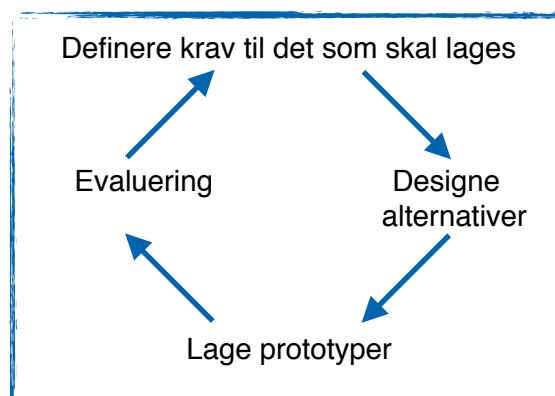 Definere krav til det som skal lages
Evaluering
Designe
alternativer
Lage prototyper